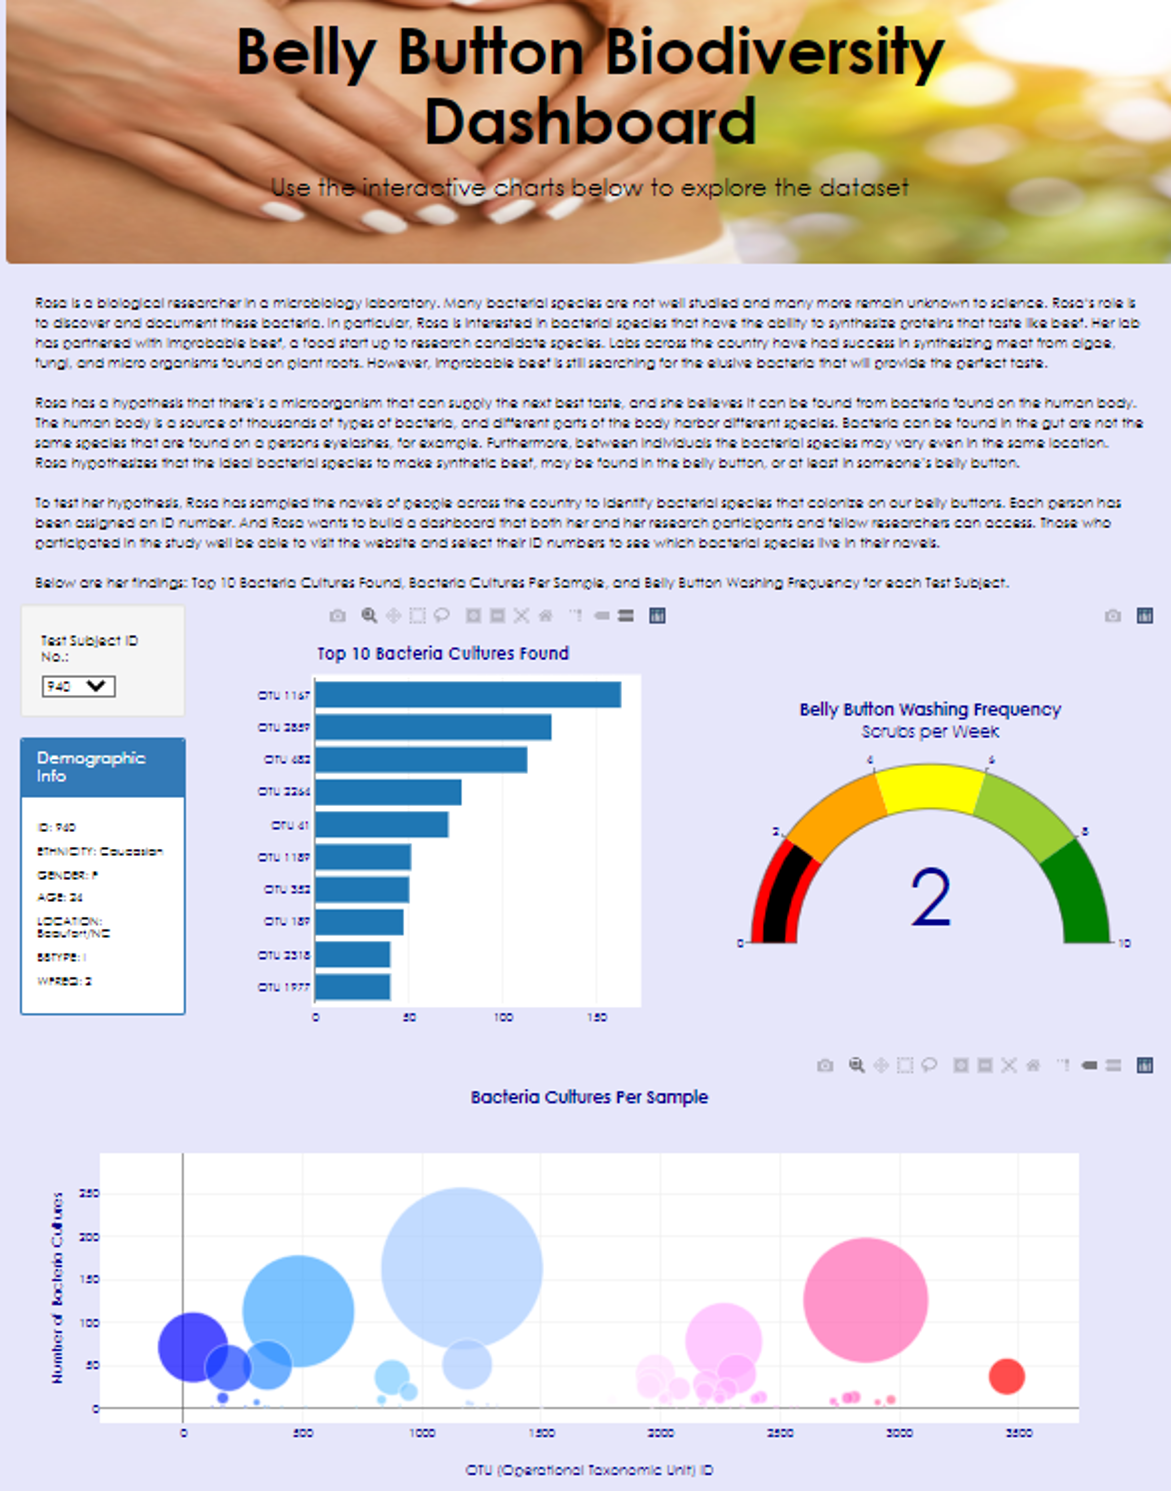 Belly Button Biodiversity
Dashboard
Use the interactive charts below to explore the dataset
Rosa is a biological researcher in a microbiology laboratory. Many bacterial species are not well studied and many more remain unknown to science. Rosa's role is
to discover and document these bacteria. In particular, Rosa is interested in bacterial species that have the ability to synthesize proteins that taste like beef. Her lab
has partnered with Improbable beef, a food start up to research candidate species. Labs across the country have had success in synthesizing meat from algae,
fungi, and micro organisms found on plant roots. However, Improbable beef is still searching for the elusive bacteria that will provide the perfect taste.
Rosa has a hypothesis that there's a microorganism that can supply the next best taste, and she believes it can be found from bacteria found on the human body.
The human body is a source of thousands of types of bacteria, and different parts of the body harbor different species. Bacteria can be found in the gut are not the
same species that are found on a persons eyelashes, for example. Furthermore, between individuals the bacterial species may vary even in the same location.
Rosa hypothesizes that the ideal bacterial species to make synthetic beef, may be found in the belly button, or at least in someone's belly button.
To test her hypothesis, Rosa has sampled the navels of people across the country to identify bacterial species that colonize on our belly buttons. Each person has
been assigned an ID number. And Rosa wants to build a dashboard that both her and her research participants and fellow researchers can access. Those who
participated in the study well be able to visit the website and select their ID numbers to see which bacterial species live in their navels.
Below are her findings: Top 10 Bacteria Cultures Found, Bacteria Cultures Per Sample, and Belly Button Washing Frequency for each Test Subject.
Test Subject ID
No.:
940
Demographic
Info
ID: 940
ETHNICITY: Caucasian
GENDER: F
AGE: 24
LOCATION:
Beaufort/NC
BBTYPE: I
WFREQ: 2
Top 10 Bacteria Cultures Found
OTU 1167
OTU 2859
OTU 482
OTU 2264
OTU 41
OTU 1189
OTU 352
OTU 189
OTU 2318
OTU 1977
0 50 100 150
Belly Button Washing Frequency
Scrubs per Week
0 2 4 6 8 10
2
Bacteria Cultures Per Sample
Number of Bacteria Cultures
250
200
150
100
50
0
0 500 1000 1500 2000 2500 3000 3500
OTU (Operational Taxonomic Unit) ID